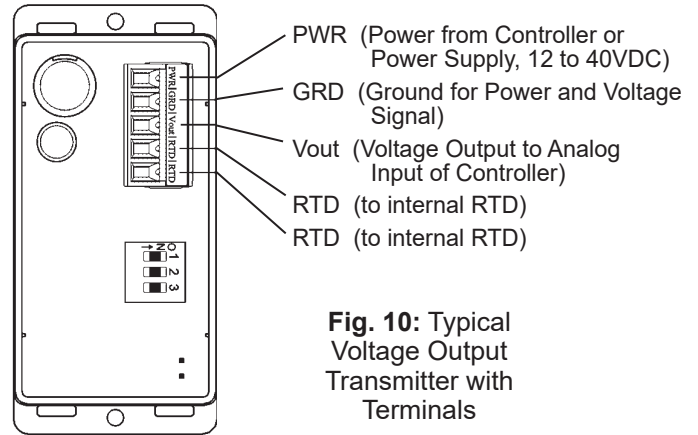 PWR (Power from Controller or
Power Supply, 12 to 40VDC)
GRD (Ground for Power and Voltage
Signal)
Vout (Voltage Output to Analog
Input of Controller)
RTD (to internal RTD)
RTD (to internal RTD)
PWR|GRD|Vout|RTD|RTD
ON
1
2
3
Fig. 10: Typical
Voltage Output
Transmitter with
Terminals